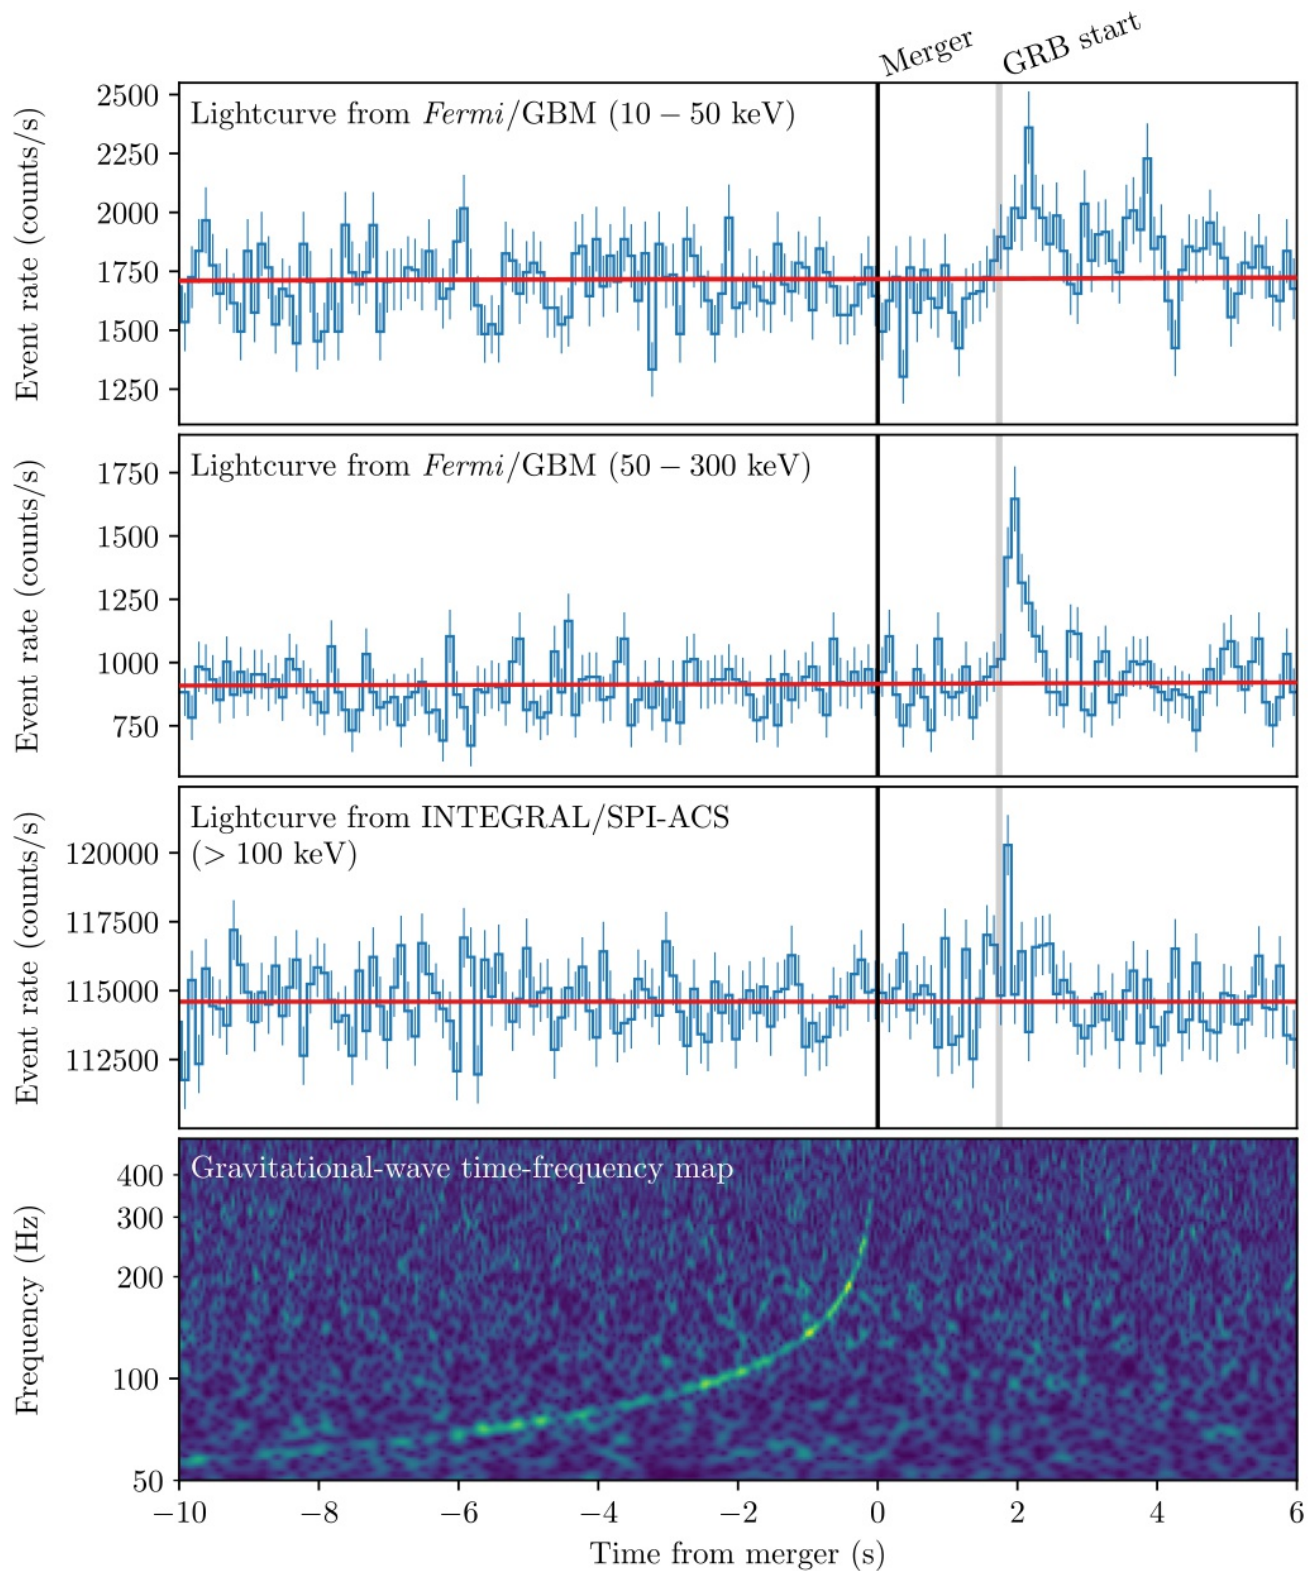 Merger GRB start
Lightcurve from Fermi/GBM (10 – 50 keV)
Event rate (counts/s)
2500
2250
2000
1750
1500
1250
Lightcurve from Fermi/GBM (50 – 300 keV)
Event rate (counts/s)
1750
1500
1250
1000
750
Lightcurve from INTEGRAL/SPI-ACS
(> 100 keV)
Event rate (counts/s)
120000
117500
115000
112500
Gravitational-wave time-frequency map
Frequency (Hz)
400
300
200
100
50
−10 −8 −6 −4 −2 0 2 4 6
Time from merger (s)